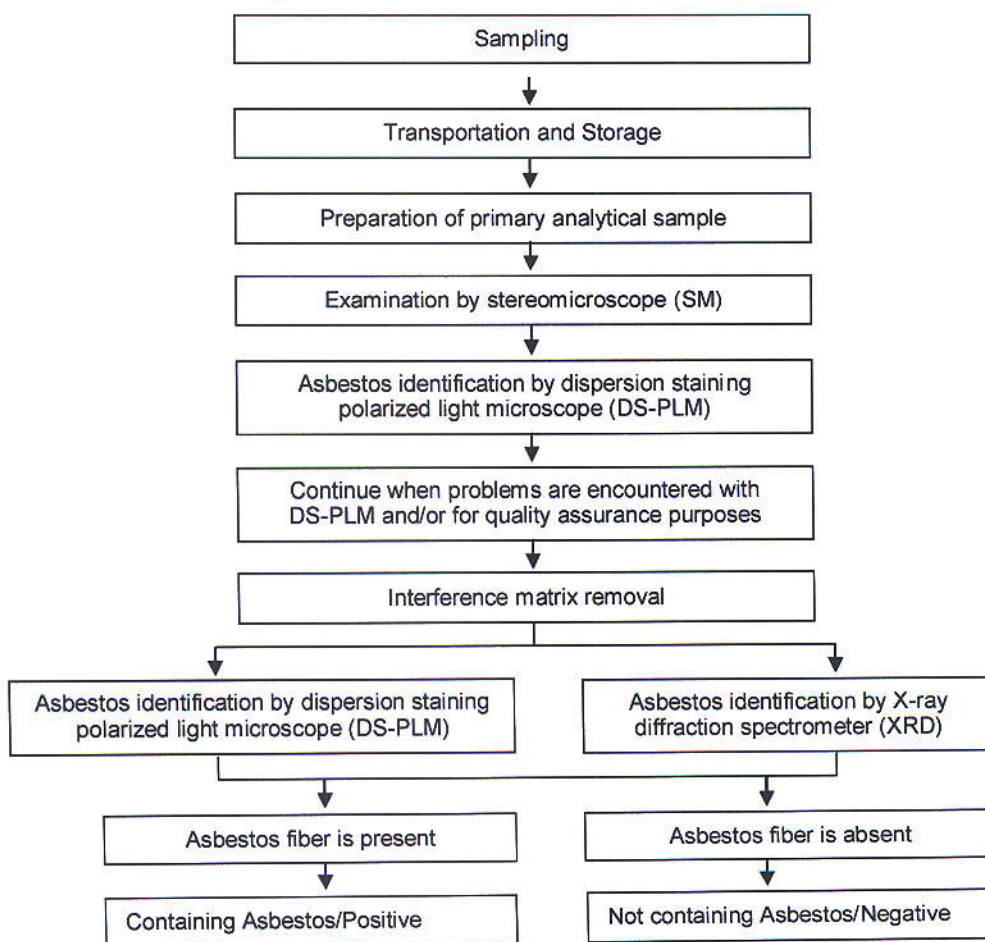 Sampling
Transportation and Storage
Preparation of primary analytical sample
Examination by stereomicroscope (SM)
Asbestos identification by dispersion staining
polarized light microscope (DS-PLM)
Continue when problems are encountered with
DS-PLM and/or for quality assurance purposes
Interference matrix removal
Asbestos identification by dispersion staining
polarized light microscope (DS-PLM)
Asbestos identification by X-ray
diffraction spectrometer (XRD)
Asbestos fiber is present
Asbestos fiber is absent
Containing Asbestos/Positive
Not containing Asbestos/Negative